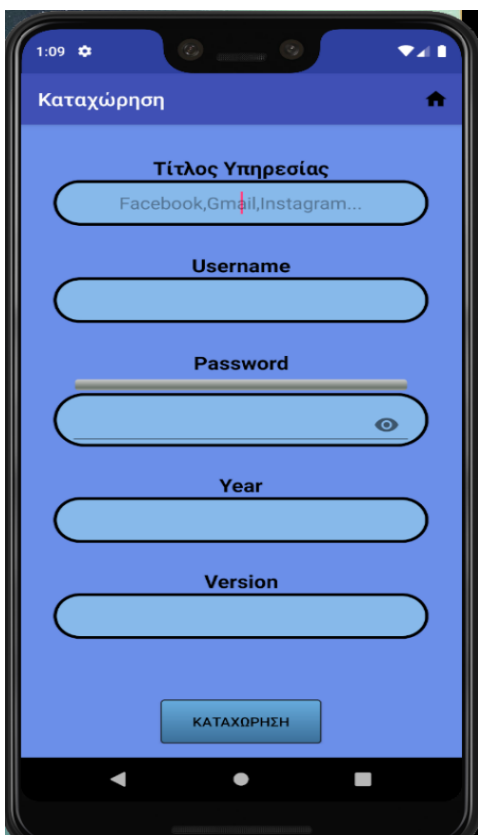 1:09
Καταχώρηση
Τίτλος Υπηρεσίας
Facebook,Gmail,Instagram...
Username
Password
Year
Version
ΚΑΤΑΧΩΡΗΣΗ